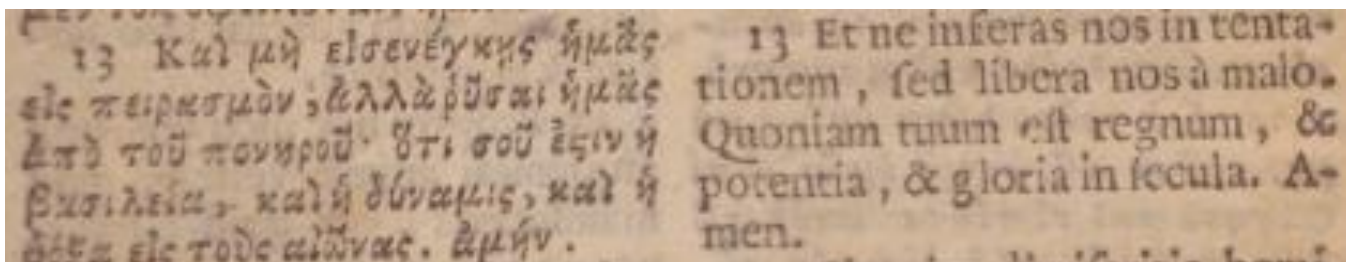 13 Καὶ μὴ εἰσενέγκῃς ἡμᾶς
εἰς πειρασμὸν, ἀλλὰ ῥῦσαι ἡμᾶς
ἀπὸ τοῦ πονηροῦ· ὅτι σοῦ ἐϛιν ἡ
βασιλεία, καὶ ἡ δύναμις, καὶ ἡ
δόξα εἰς τοὺς αἰῶνας. ἀμήν.
13 Et ne inferas nos in tenta-
tionem, ſed libera nos à malo.
Quoniam tuum eſt regnum, &
potentia, & gloria in ſecula. A-
men.